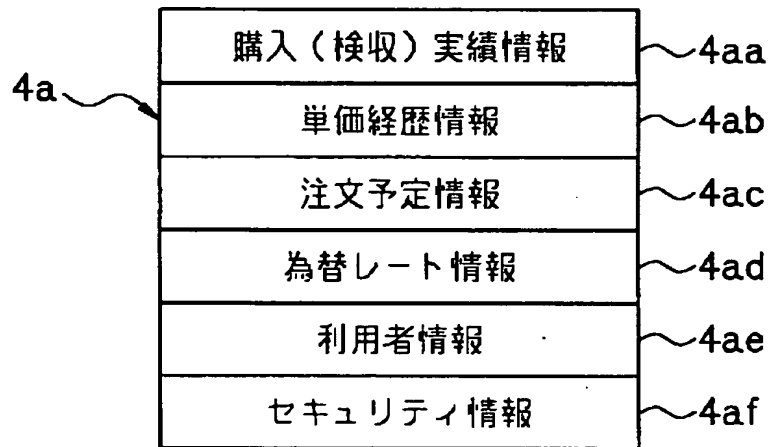 購入（検収）実績情報 4aa
4a
単価経歴情報 4ab
注文予定情報 4ac
為替レート情報 4ad
利用者情報 4ae
セキュリティ情報 4af